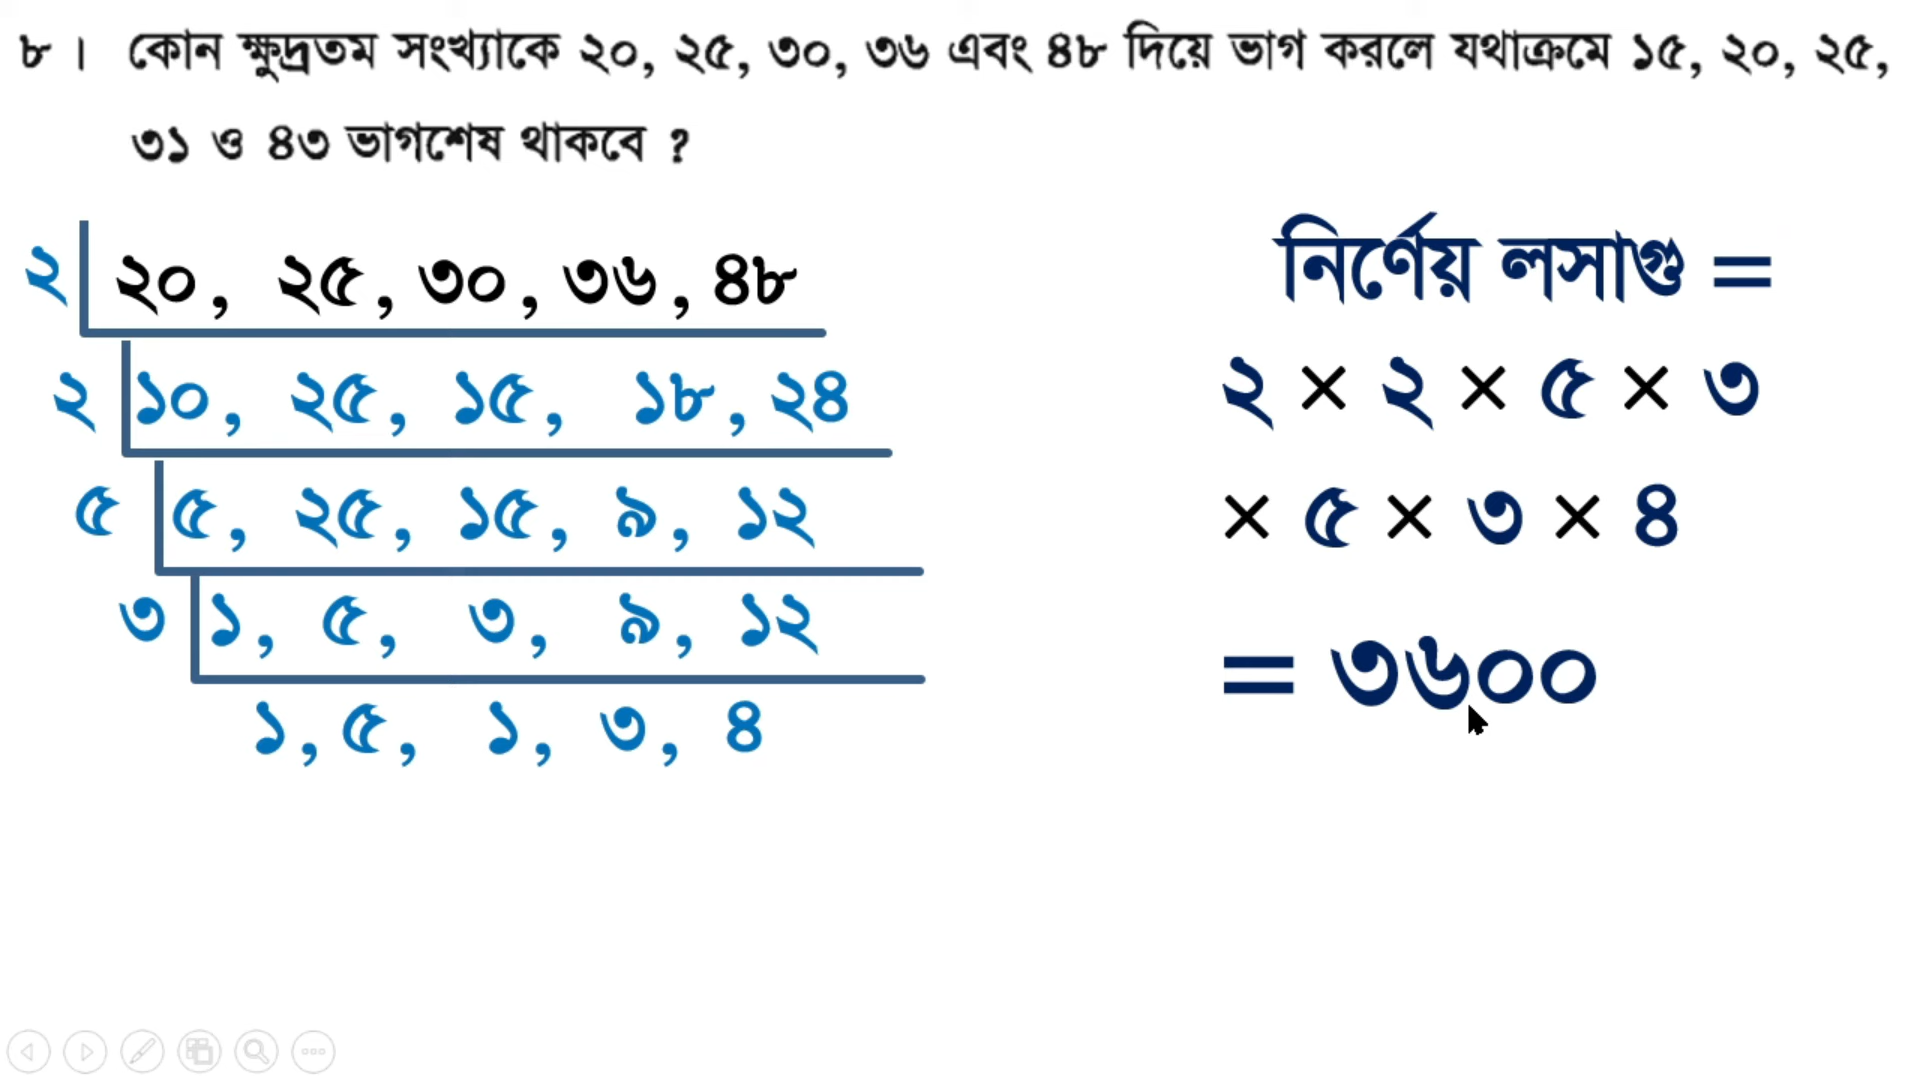 ৮ । কোন ক্ষুদ্রতম সংখ্যাকে ২০, ২৫, ৩০, ৩৬ এবং ৪৮ দিয়ে ভাগ করলে যথাক্রমে ১৫, ২০, ২৫,
৩১ ও ৪৩ ভাগশেষ থাকবে ?
২ ২০, ২৫, ৩০, ৩৬, ৪৮
২ ১০, ২৫, ১৫, ১৮, ২৪
৫ ৫, ২৫, ১৫, ৯, ১২
৩ ১, ৫, ৩, ৯, ১২
১, ৫, ১, ৩, ৪
নির্ণেয় লসাগু =
২ × ২ × ৫ × ৩
× ৫ × ৩ × ৪
= ৩৬০০